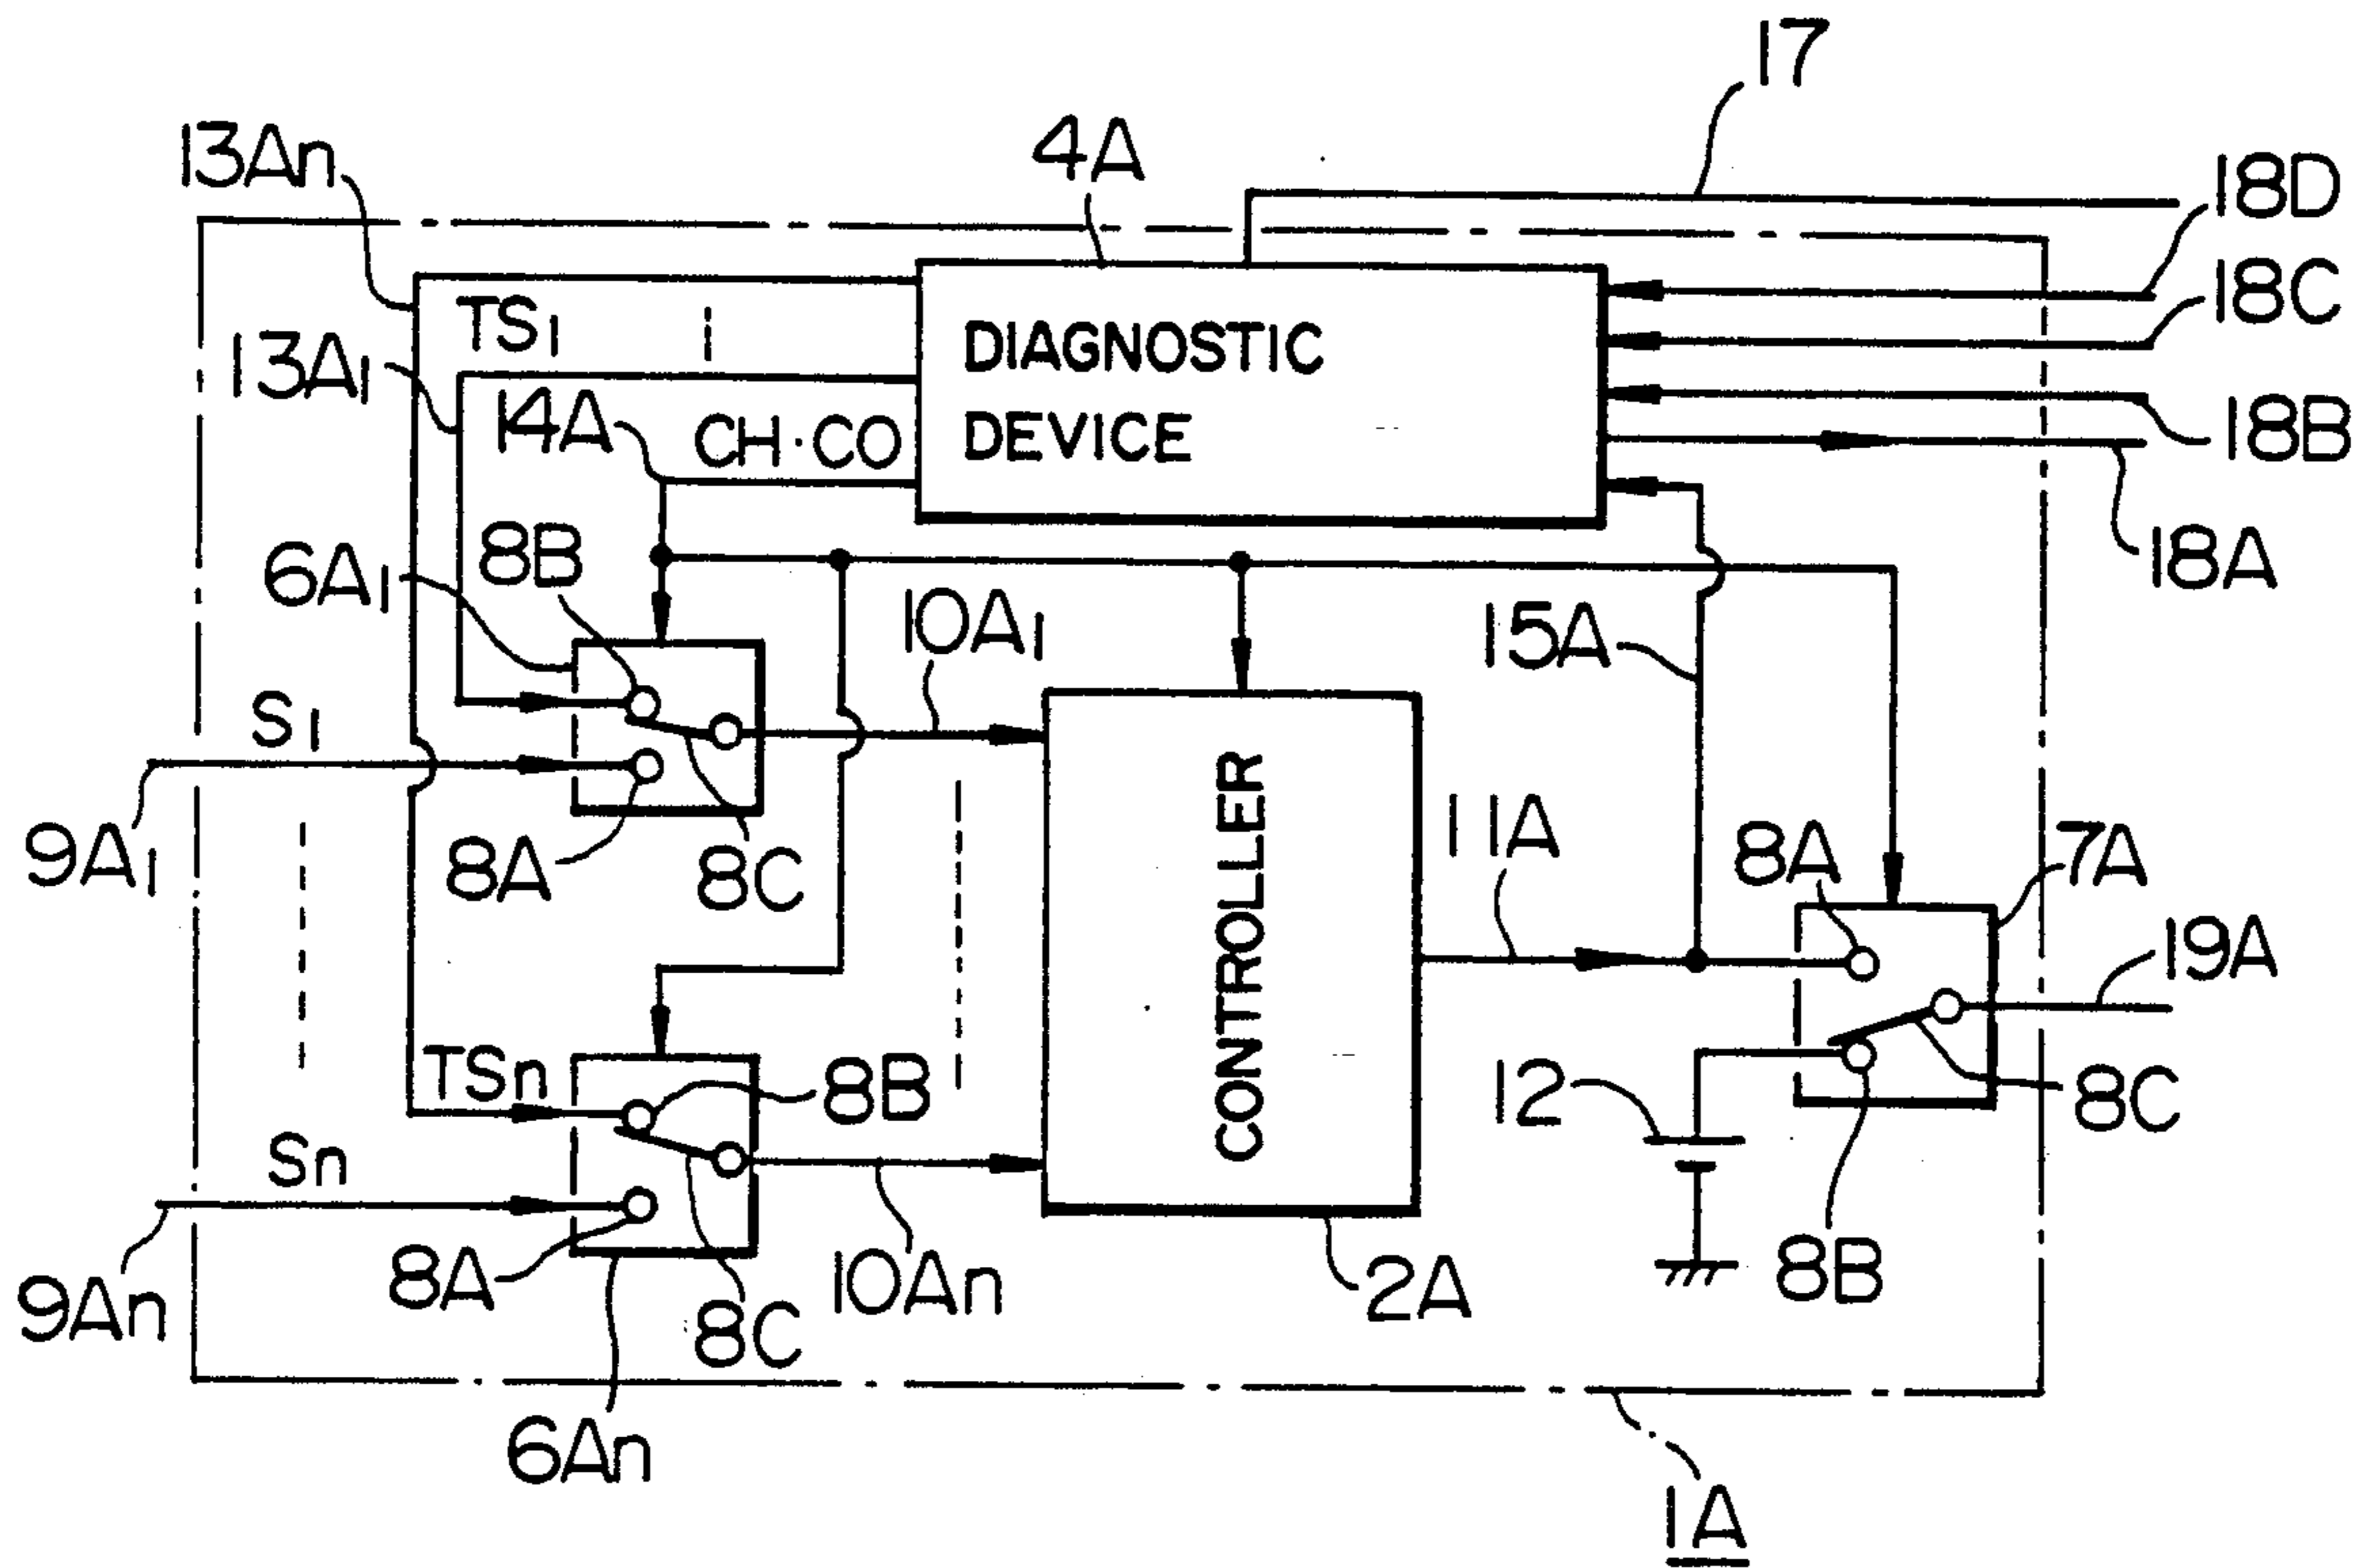 17
13An
4A
18D
18C
TS1
13A1
DIAGNOSTIC
DEVICE
14A
CH·CO
18B
18A
8B
6A1
10A1
15A
S1
9A1
8A
8C
CONTROLLER
11A
8A
7A
19A
TSn
8B
12
8C
Sn
9An
8A
8C
10An
2A
8B
6An
1A